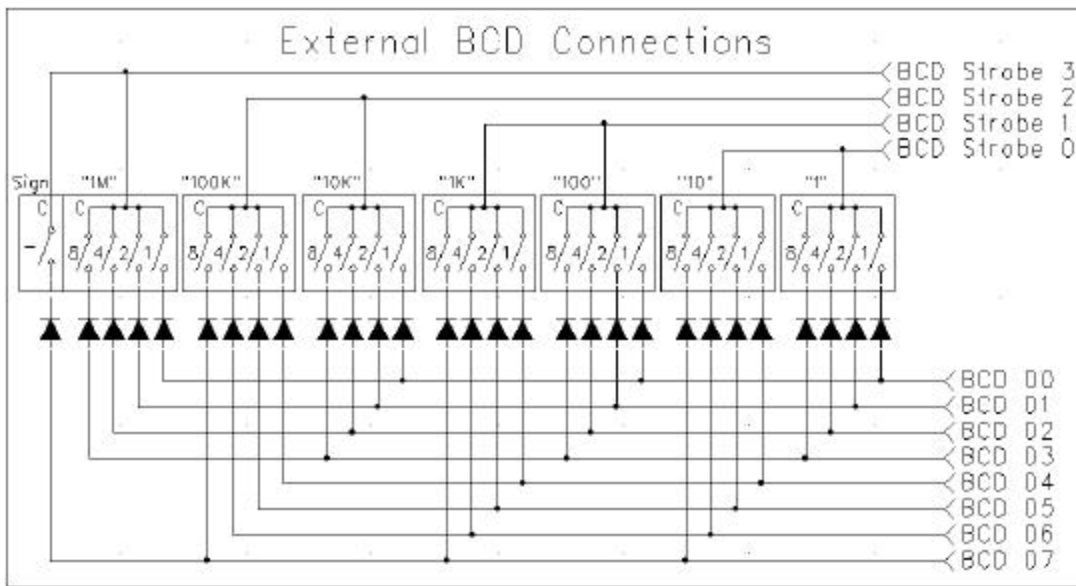 External BCD Connections
BCD Strobe 3
BCD Strobe 2
BCD Strobe 1
BCD Strobe 0
Sign "1M" "100K" "10K" "1K" "100" "10" "1"
C C C C C C C C
- 8 4 2 1 8 4 2 1 8 4 2 1 8 4 2 1 8 4 2 1 8 4 2 1 8 4 2 1
BCD D0
BCD D1
BCD D2
BCD D3
BCD D4
BCD D5
BCD D6
BCD D7